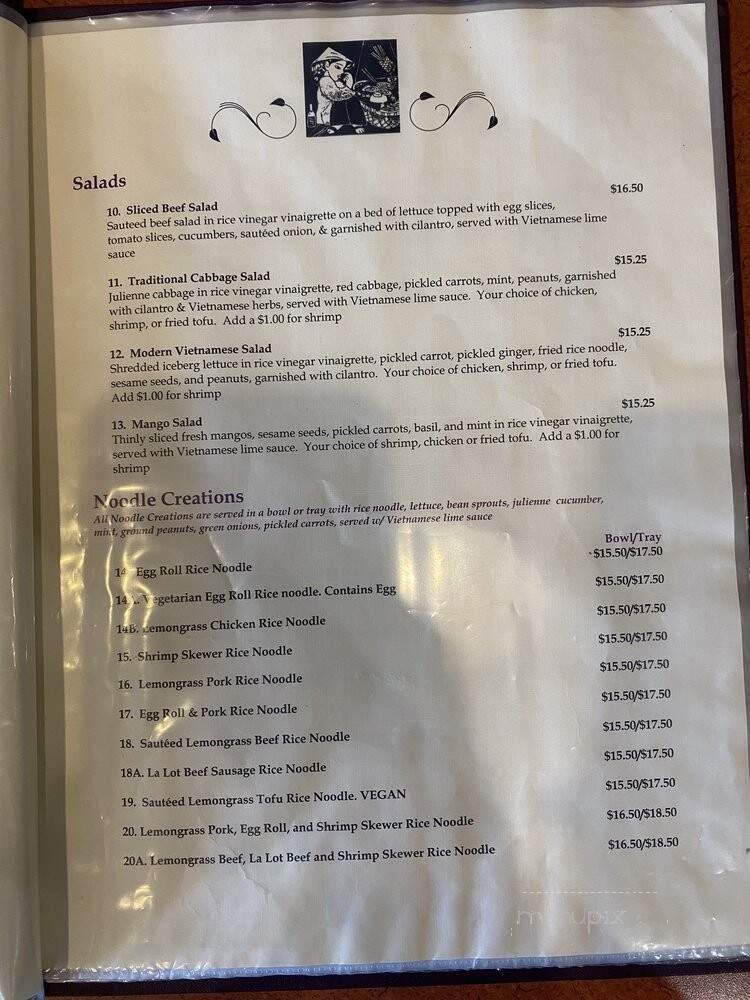 Salads
$16.50
10. Sliced Beef Salad
Sauteed beef salad in rice vinegar vinaigrette on a bed of lettuce topped with egg slices,
tomato slices, cucumbers, sautéed onion, & garnished with cilantro, served with Vietnamese lime
sauce
$15.25
11. Traditional Cabbage Salad
Julienne cabbage in rice vinegar vinaigrette, red cabbage, pickled carrots, mint, peanuts, garnished
with cilantro & Vietnamese herbs, served with Vietnamese lime sauce. Your choice of chicken,
shrimp, or fried tofu. Add a $1.00 for shrimp
$15.25
12. Modern Vietnamese Salad
Shredded iceberg lettuce in rice vinegar vinaigrette, pickled carrot, pickled ginger, fried rice noodle,
sesame seeds, and peanuts, garnished with cilantro. Your choice of chicken, shrimp, or fried tofu.
Add $1.00 for shrimp
$15.25
13. Mango Salad
Thinly sliced fresh mangos, sesame seeds, pickled carrots, basil, and mint in rice vinegar vinaigrette,
served with Vietnamese lime sauce. Your choice of shrimp, chicken or fried tofu. Add a $1.00 for
shrimp
Noodle Creations
All Noodle Creations are served in a bowl or tray with rice noodle, lettuce, bean sprouts, julienne cucumber,
mint, ground peanuts, green onions, pickled carrots, served w/ Vietnamese lime sauce
Bowl/Tray
14 Egg Roll Rice Noodle $15.50/$17.50
Vegetarian Egg Roll Rice noodle. Contains Egg $15.50/$17.50
14B. Lemongrass Chicken Rice Noodle $15.50/$17.50
15. Shrimp Skewer Rice Noodle $15.50/$17.50
16. Lemongrass Pork Rice Noodle $15.50/$17.50
17. Egg Roll & Pork Rice Noodle $15.50/$17.50
18. Sautéed Lemongrass Beef Rice Noodle $15.50/$17.50
18A. La Lot Beef Sausage Rice Noodle $15.50/$17.50
19. Sautéed Lemongrass Tofu Rice Noodle. VEGAN $15.50/$17.50
20. Lemongrass Pork, Egg Roll, and Shrimp Skewer Rice Noodle $16.50/$18.50
20A. Lemongrass Beef, La Lot Beef and Shrimp Skewer Rice Noodle $16.50/$18.50
menupix